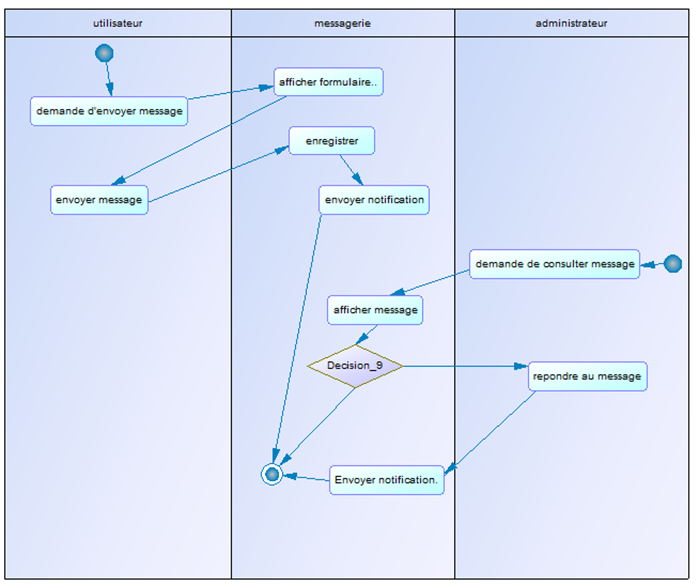 utilisateur
messagerie
administrateur
afficher formulaire..
demande d'envoyer message
enregistrer
envoyer message
envoyer notification
demande de consulter message
afficher message
Decision_9
repondre au message
Envoyer notification.